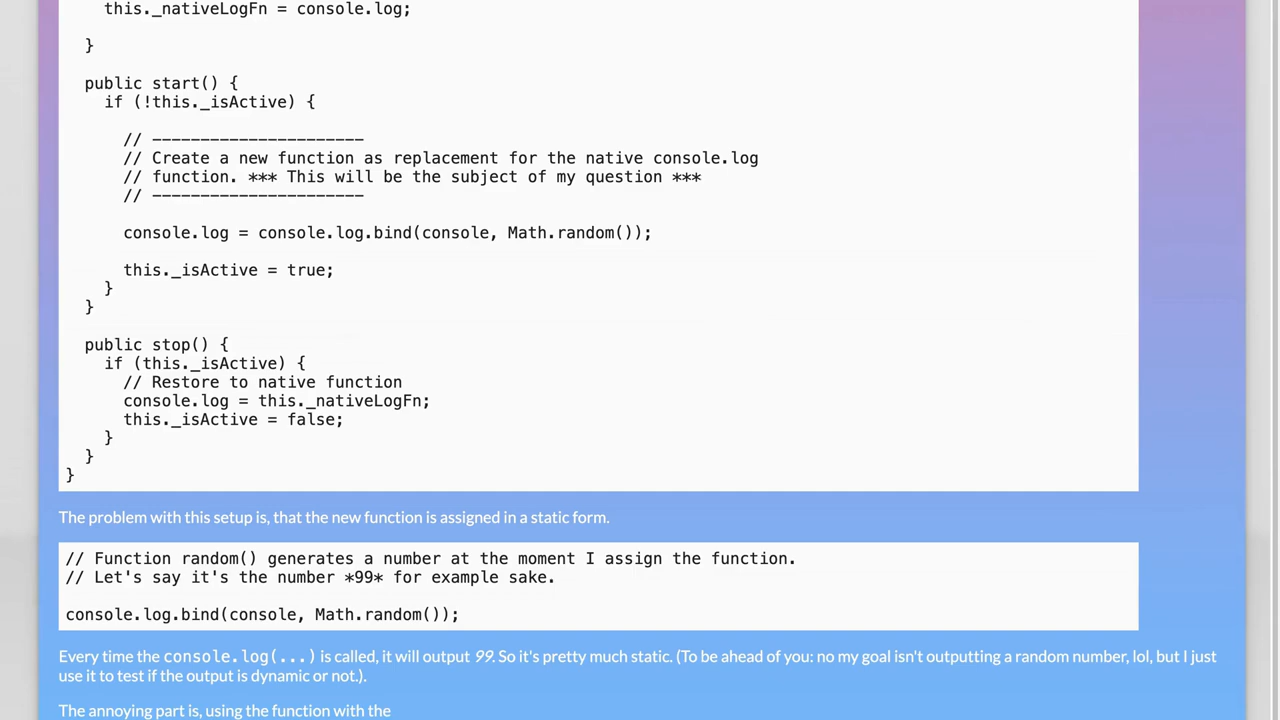 this._nativeLogFn = console.log;
}
public start() {
if (!this._isActive) {
// ----------------------
// Create a new function as replacement for the native console.log
// function. *** This will be the subject of my question ***
// ----------------------
console.log = console.log.bind(console, Math.random());
this._isActive = true;
}
}
public stop() {
if (this._isActive) {
// Restore to native function
console.log = this._nativeLogFn;
this._isActive = false;
}
}
}
The problem with this setup is, that the new function is assigned in a static form.
// Function random() generates a number at the moment I assign the function.
// Let's say it's the number *99* for example sake.
console.log.bind(console, Math.random());
Every time the console.log(...) is called, it will output 99. So it's pretty much static. (To be ahead of you: no my goal isn't outputting a random number, lol, but I just
use it to test if the output is dynamic or not.).
The annoying part is, using the function with the